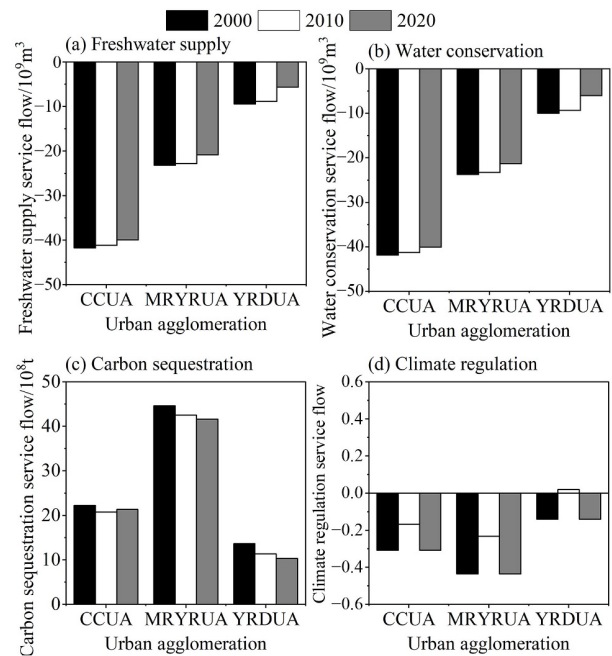 2000 2010 2020
(a) Freshwater supply
Freshwater supply service flow/10⁹m³
0
−10
−20
−30
−40
−50
CCUA MRYRUA YRDUA
Urban agglomeration
(b) Water conservation
Water conservation service flow/10⁹m³
0
−10
−20
−30
−40
−50
CCUA MRYRUA YRDUA
Urban agglomeration
(c) Carbon sequestration
Carbon sequestration service flow/10⁸t
50
40
30
20
10
0
CCUA MRYRUA YRDUA
Urban agglomeration
(d) Climate regulation
Climate regulation service flow
0.6
0.4
0.2
0.0
−0.2
−0.4
−0.6
CCUA MRYRUA YRDUA
Urban agglomeration